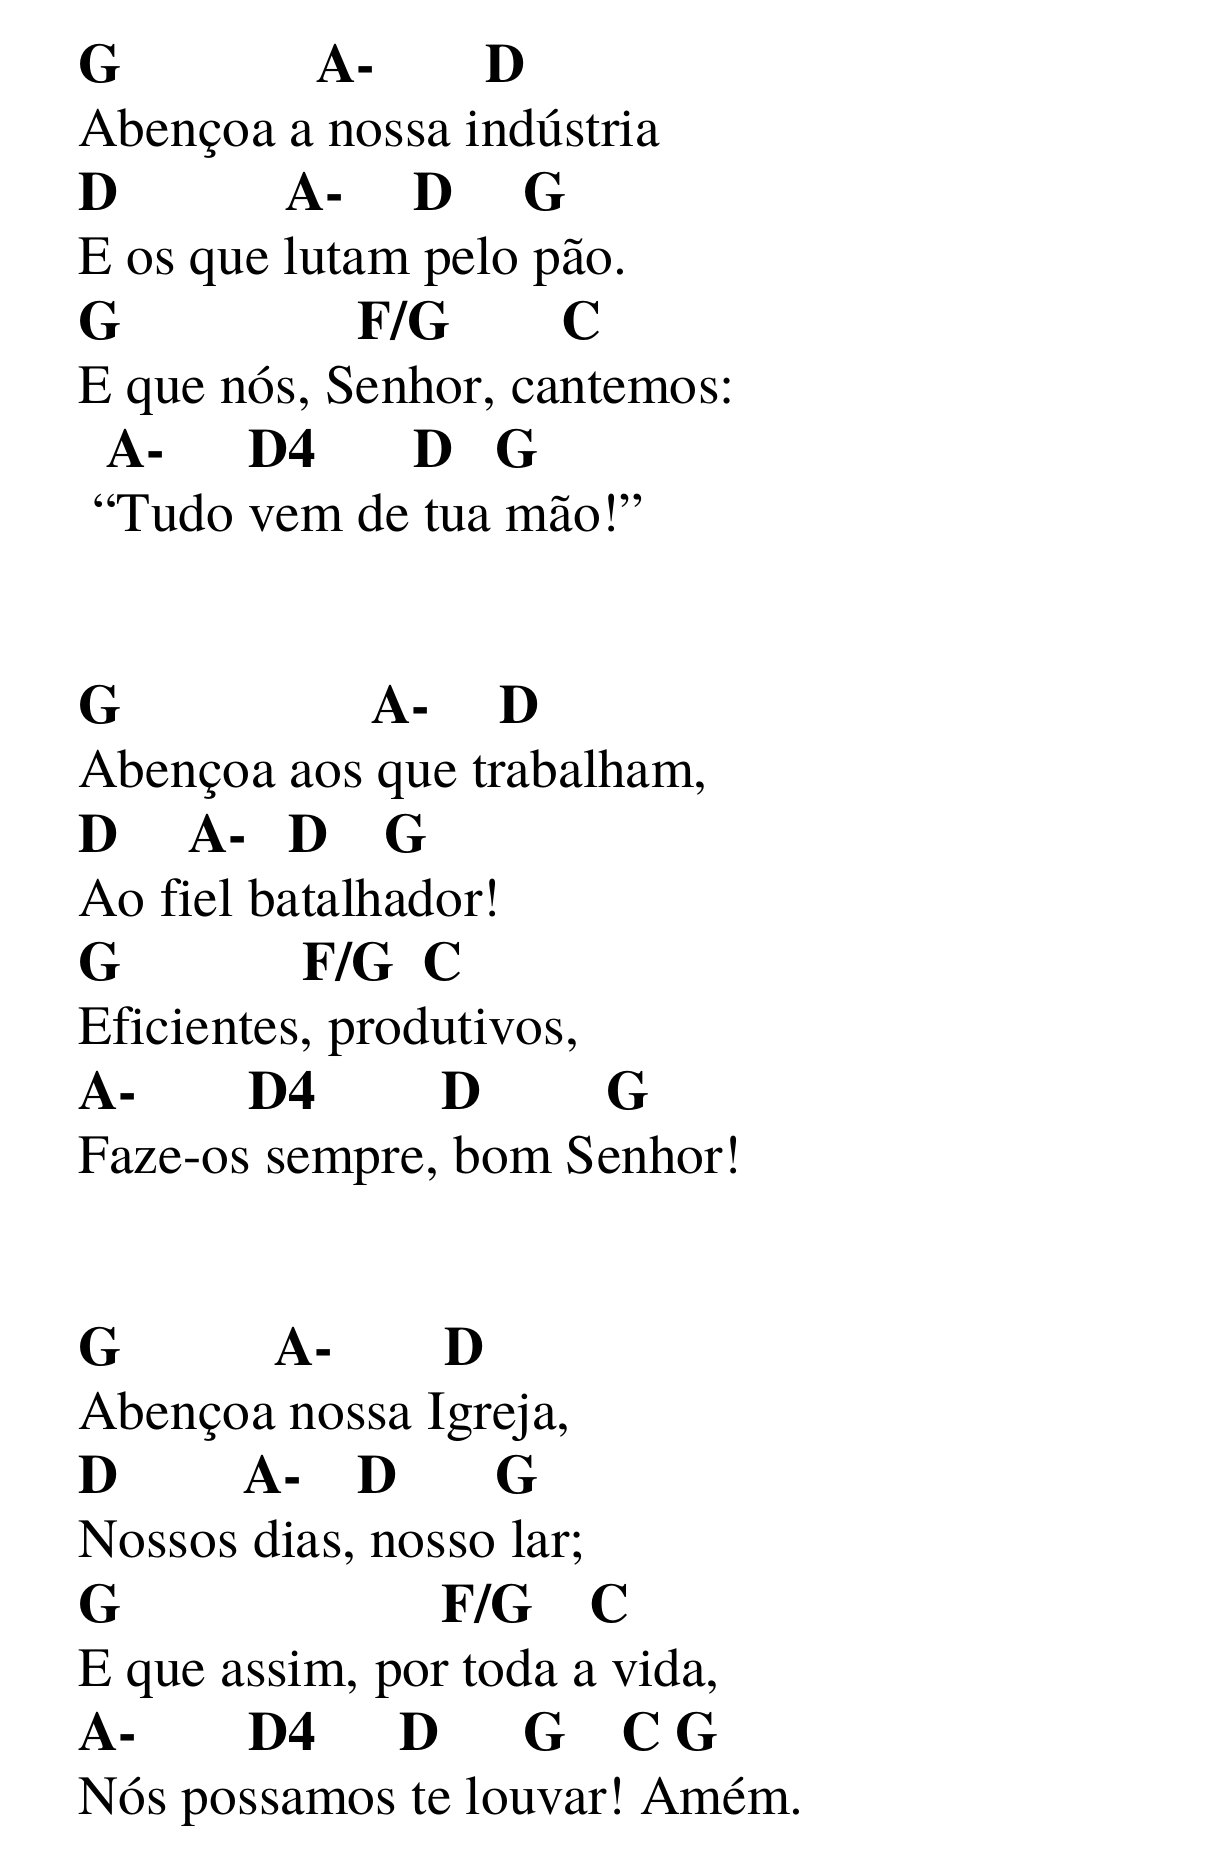 G A- D
Abençoa a nossa indústria
D A- D G
E os que lutam pelo pão.
G F/G C
E que nós, Senhor, cantemos:
A- D4 D G
“Tudo vem de tua mão!”
G A- D
Abençoa aos que trabalham,
D A- D G
Ao fiel batalhador!
G F/G C
Eficientes, produtivos,
A- D4 D G
Faze-os sempre, bom Senhor!
G A- D
Abençoa nossa Igreja,
D A- D G
Nossos dias, nosso lar;
G F/G C
E que assim, por toda a vida,
A- D4 D G C G
Nós possamos te louvar! Amém.